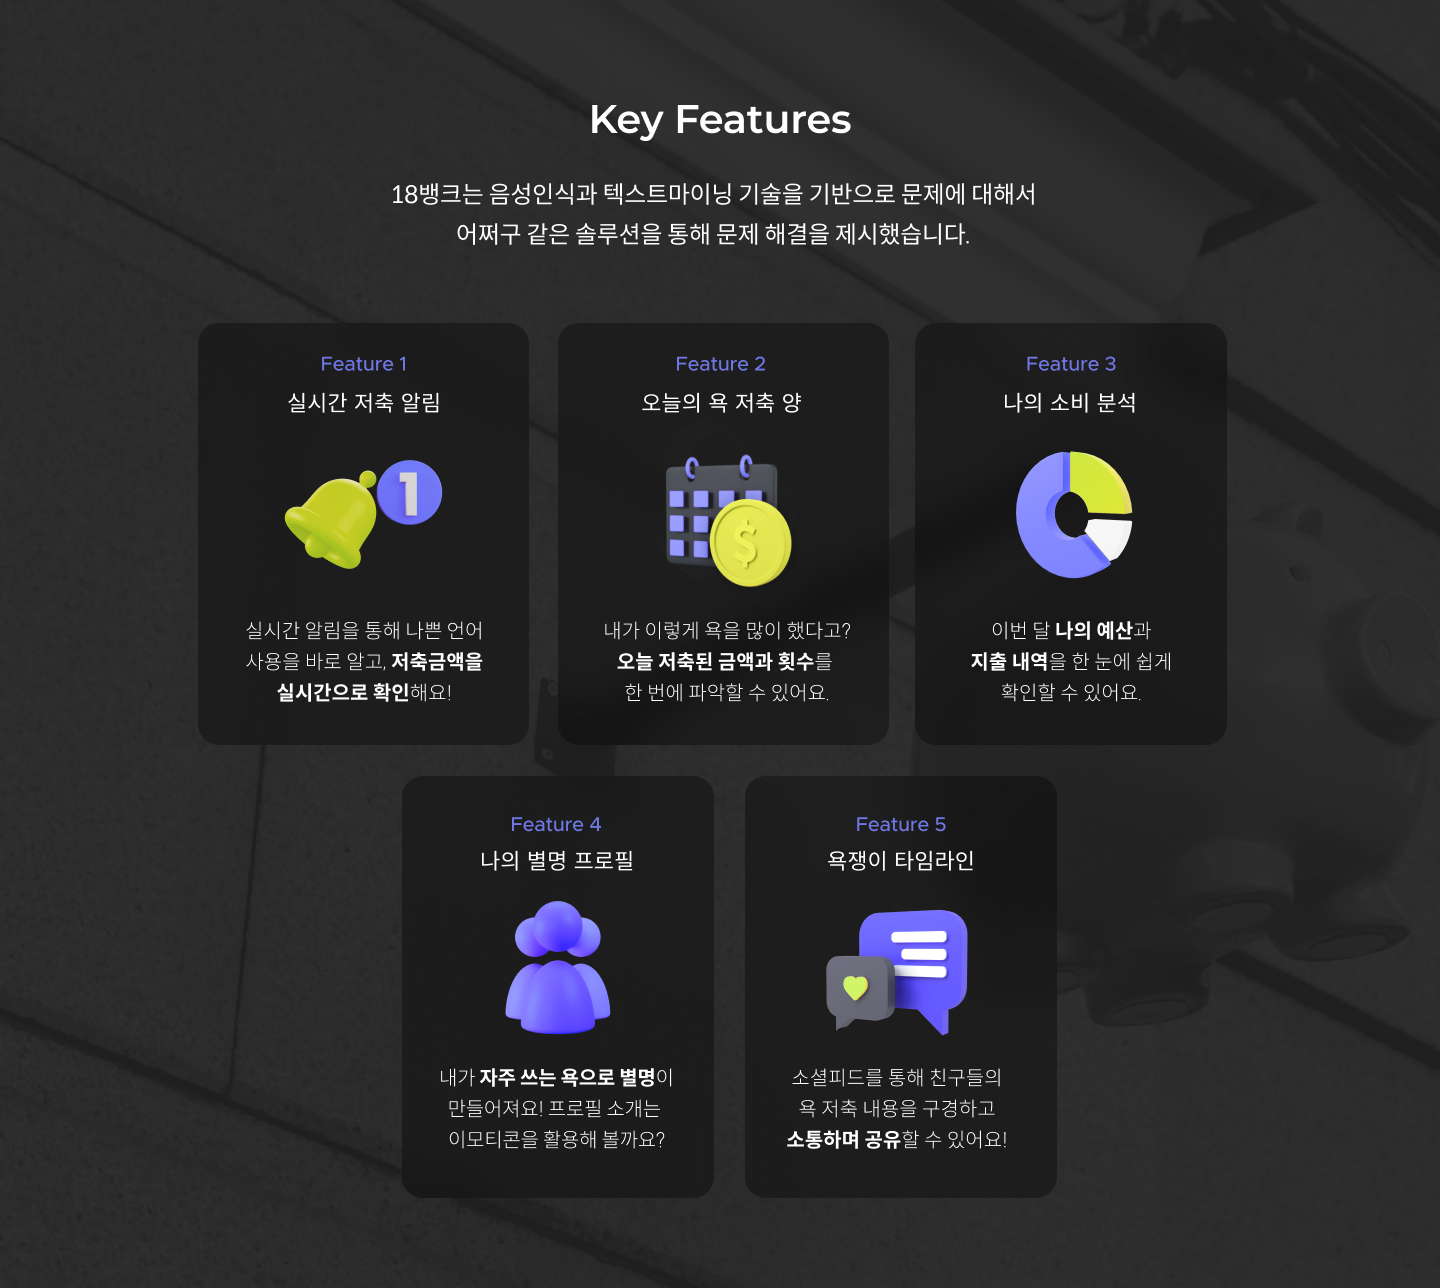 Key Features
18뱅크는 음성인식과 텍스트마이닝 기술을 기반으로 문제에 대해서
어쩌구 같은 솔루션을 통해 문제 해결을 제시했습니다.
Feature 1
실시간 저축 알림
1
실시간 알림을 통해 나쁜 언어
사용을 바로 알고, 저축금액을
실시간으로 확인해요!
Feature 2
오늘의 욕 저축 양
$
내가 이렇게 욕을 많이 했다고?
오늘 저축된 금액과 횟수를
한 번에 파악할 수 있어요.
Feature 3
나의 소비 분석
이번 달 나의 예산과
지출 내역을 한 눈에 쉽게
확인할 수 있어요.
Feature 4
나의 별명 프로필
내가 자주 쓰는 욕으로 별명이
만들어져요! 프로필 소개는
이모티콘을 활용해 볼까요?
Feature 5
욕쟁이 타임라인
소셜피드를 통해 친구들의
욕 저축 내용을 구경하고
소통하며 공유할 수 있어요!